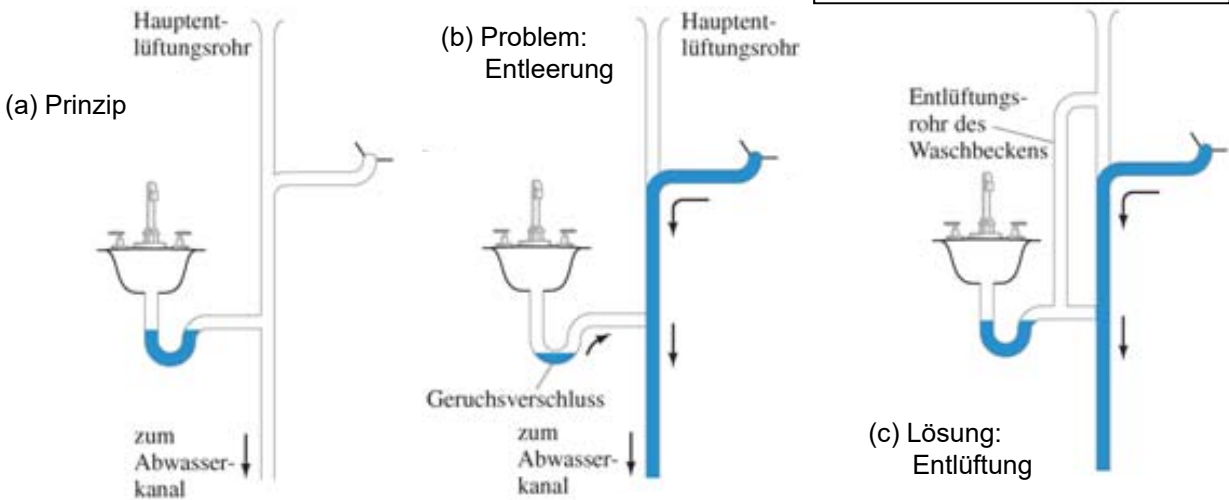 Hauptent-
lüftungsrohr
(a) Prinzip
zum
Abwasser-
kanal
(b) Problem:
Entleerung
Hauptent-
lüftungsrohr
Geruchsverschluss
zum
Abwasser-
kanal
Entlüftungs-
rohr des
Waschbeckens
(c) Lösung:
Entlüftung